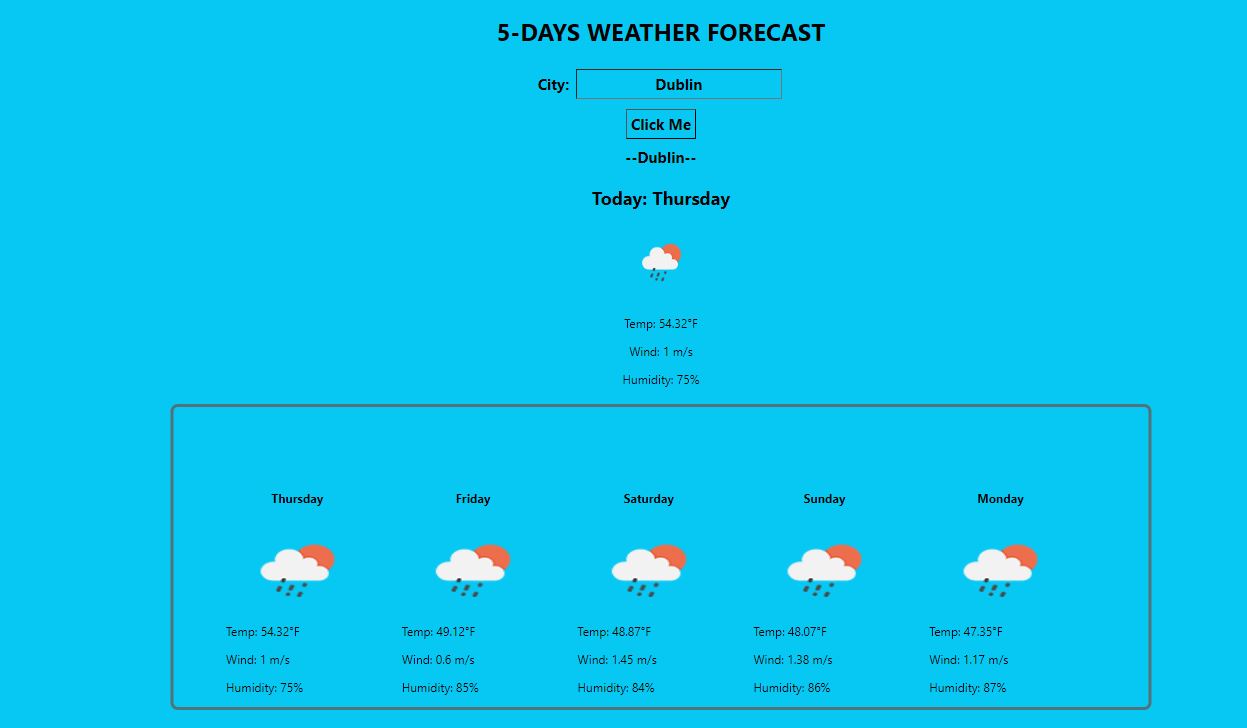 5-DAYS WEATHER FORECAST
City: Dublin
Click Me
--Dublin--
Today: Thursday
Temp: 54.32°F
Wind: 1 m/s
Humidity: 75%
Thursday Friday Saturday Sunday Monday
Temp: 54.32°F Temp: 49.12°F Temp: 48.87°F Temp: 48.07°F Temp: 47.35°F
Wind: 1 m/s Wind: 0.6 m/s Wind: 1.45 m/s Wind: 1.38 m/s Wind: 1.17 m/s
Humidity: 75% Humidity: 85% Humidity: 84% Humidity: 86% Humidity: 87%